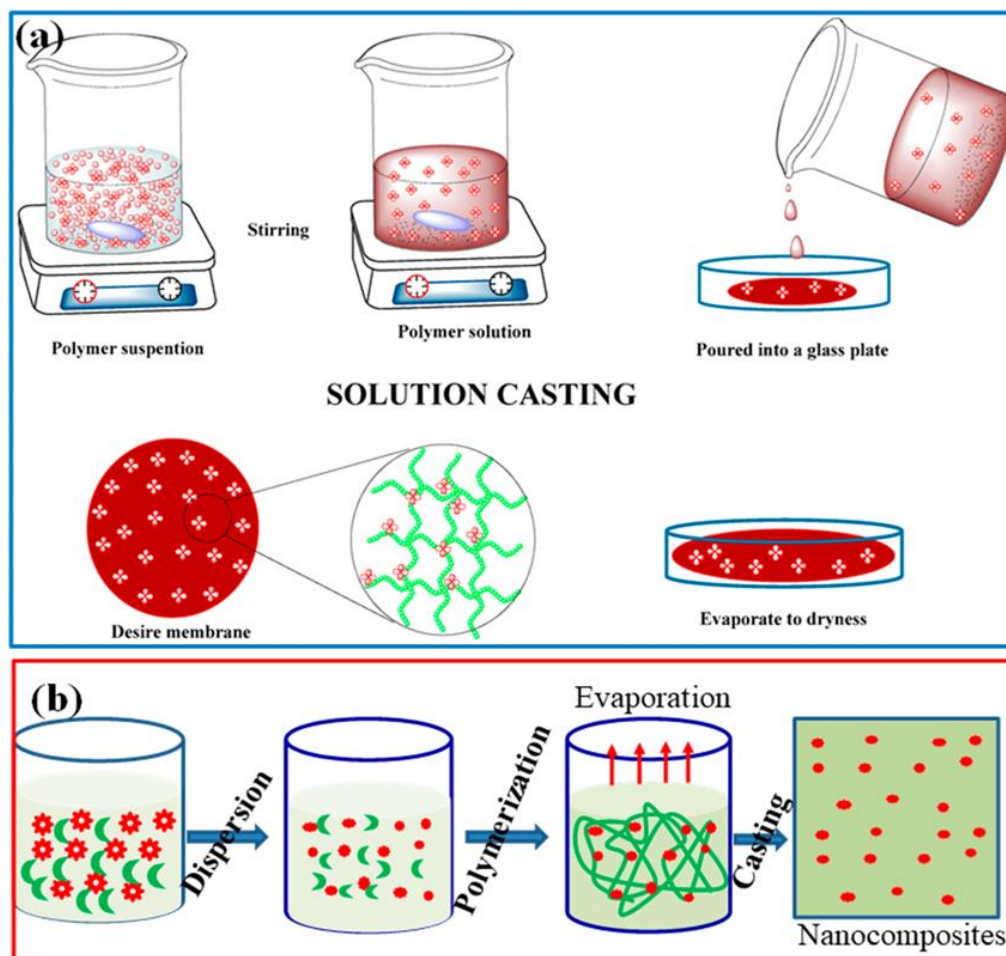 (a)
Stirring
Polymer suspention
Polymer solution
Poured into a glass plate
SOLUTION CASTING
Desire membrane
Evaporate to dryness
(b)
Dispersion
Polymerization
Evaporation
Casting
Nanocomposites